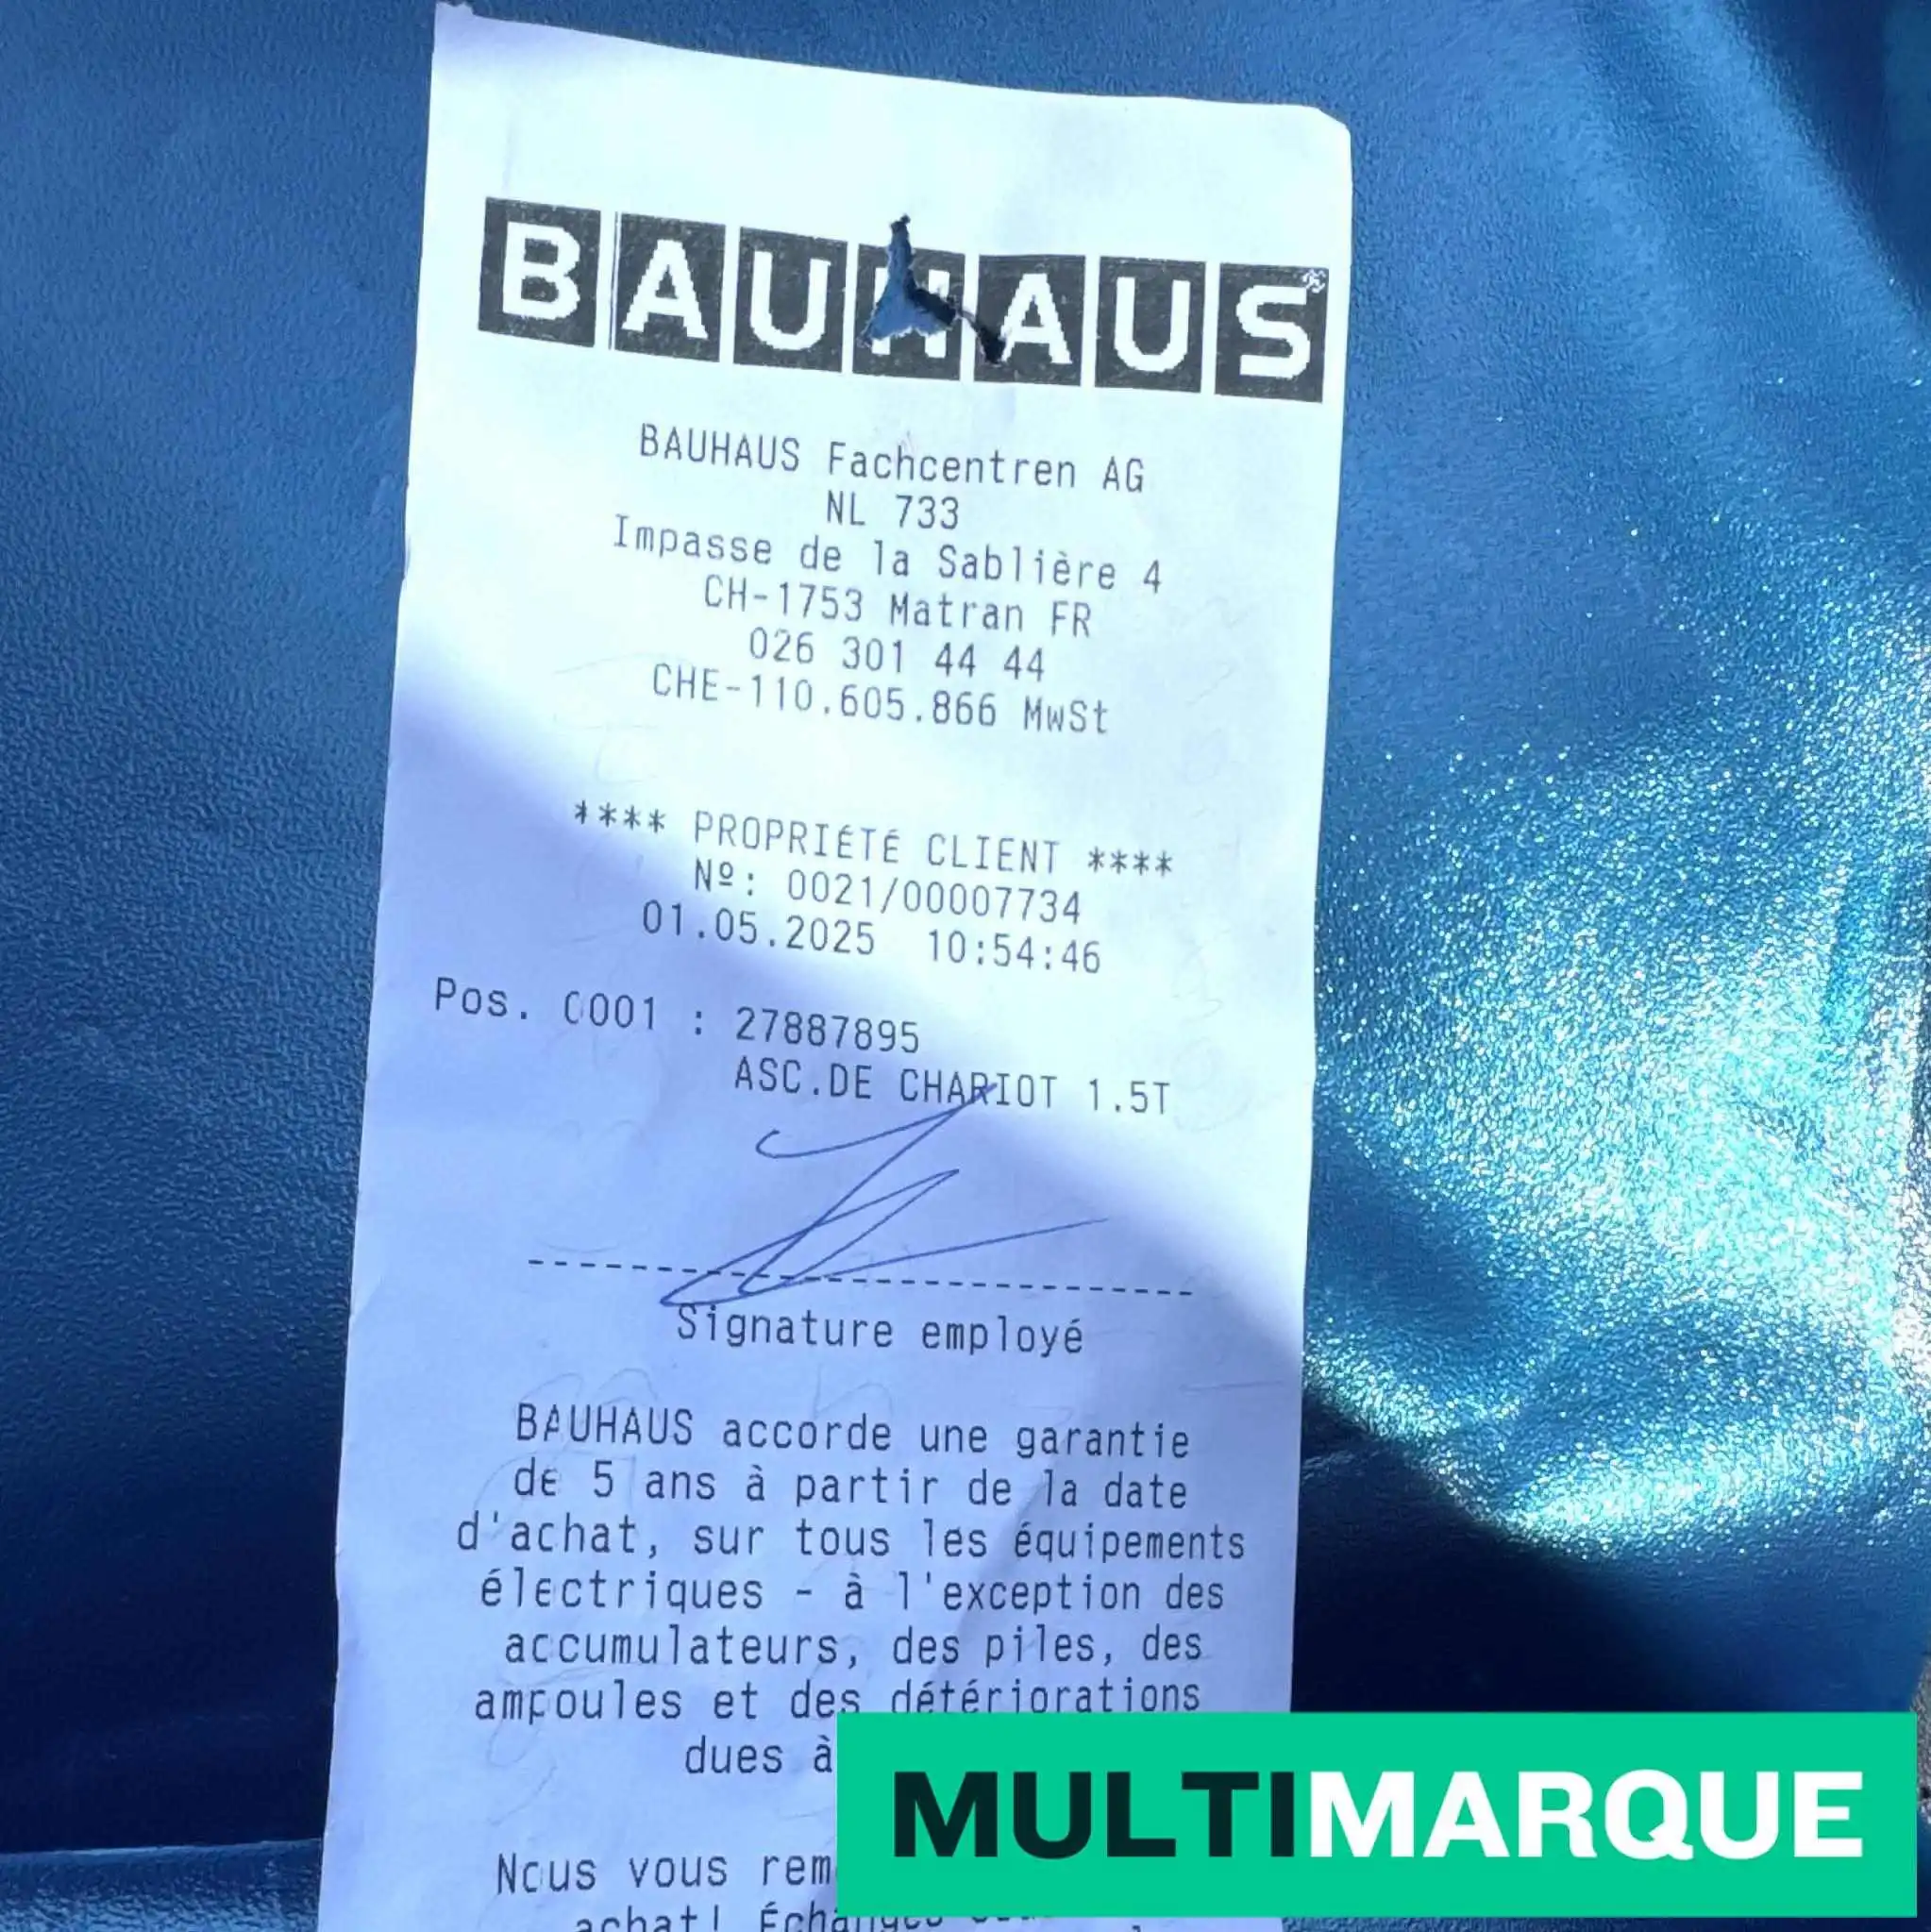 BAUHAUS
BAUHAUS Fachcentren AG
NL 733
Impasse de la Sablière 4
CH-1753 Matran FR
026 301 44 44
CHE-110.605.866 MwSt
**** PROPRIÉTÉ CLIENT ****
Nº: 0021/00007734
01.05.2025 10:54:46
Pos. 0001 : 27887895
ASC.DE CHARIOT 1.5T
Signature employé
BAUHAUS accorde une garantie
de 5 ans à partir de la date
d'achat, sur tous les équipements
électriques - à l'exception des
accumulateurs, des piles, des
ampoules et des détériorations
dues à
Nous vous rem
achat! Échanges
MULTIMARQUE